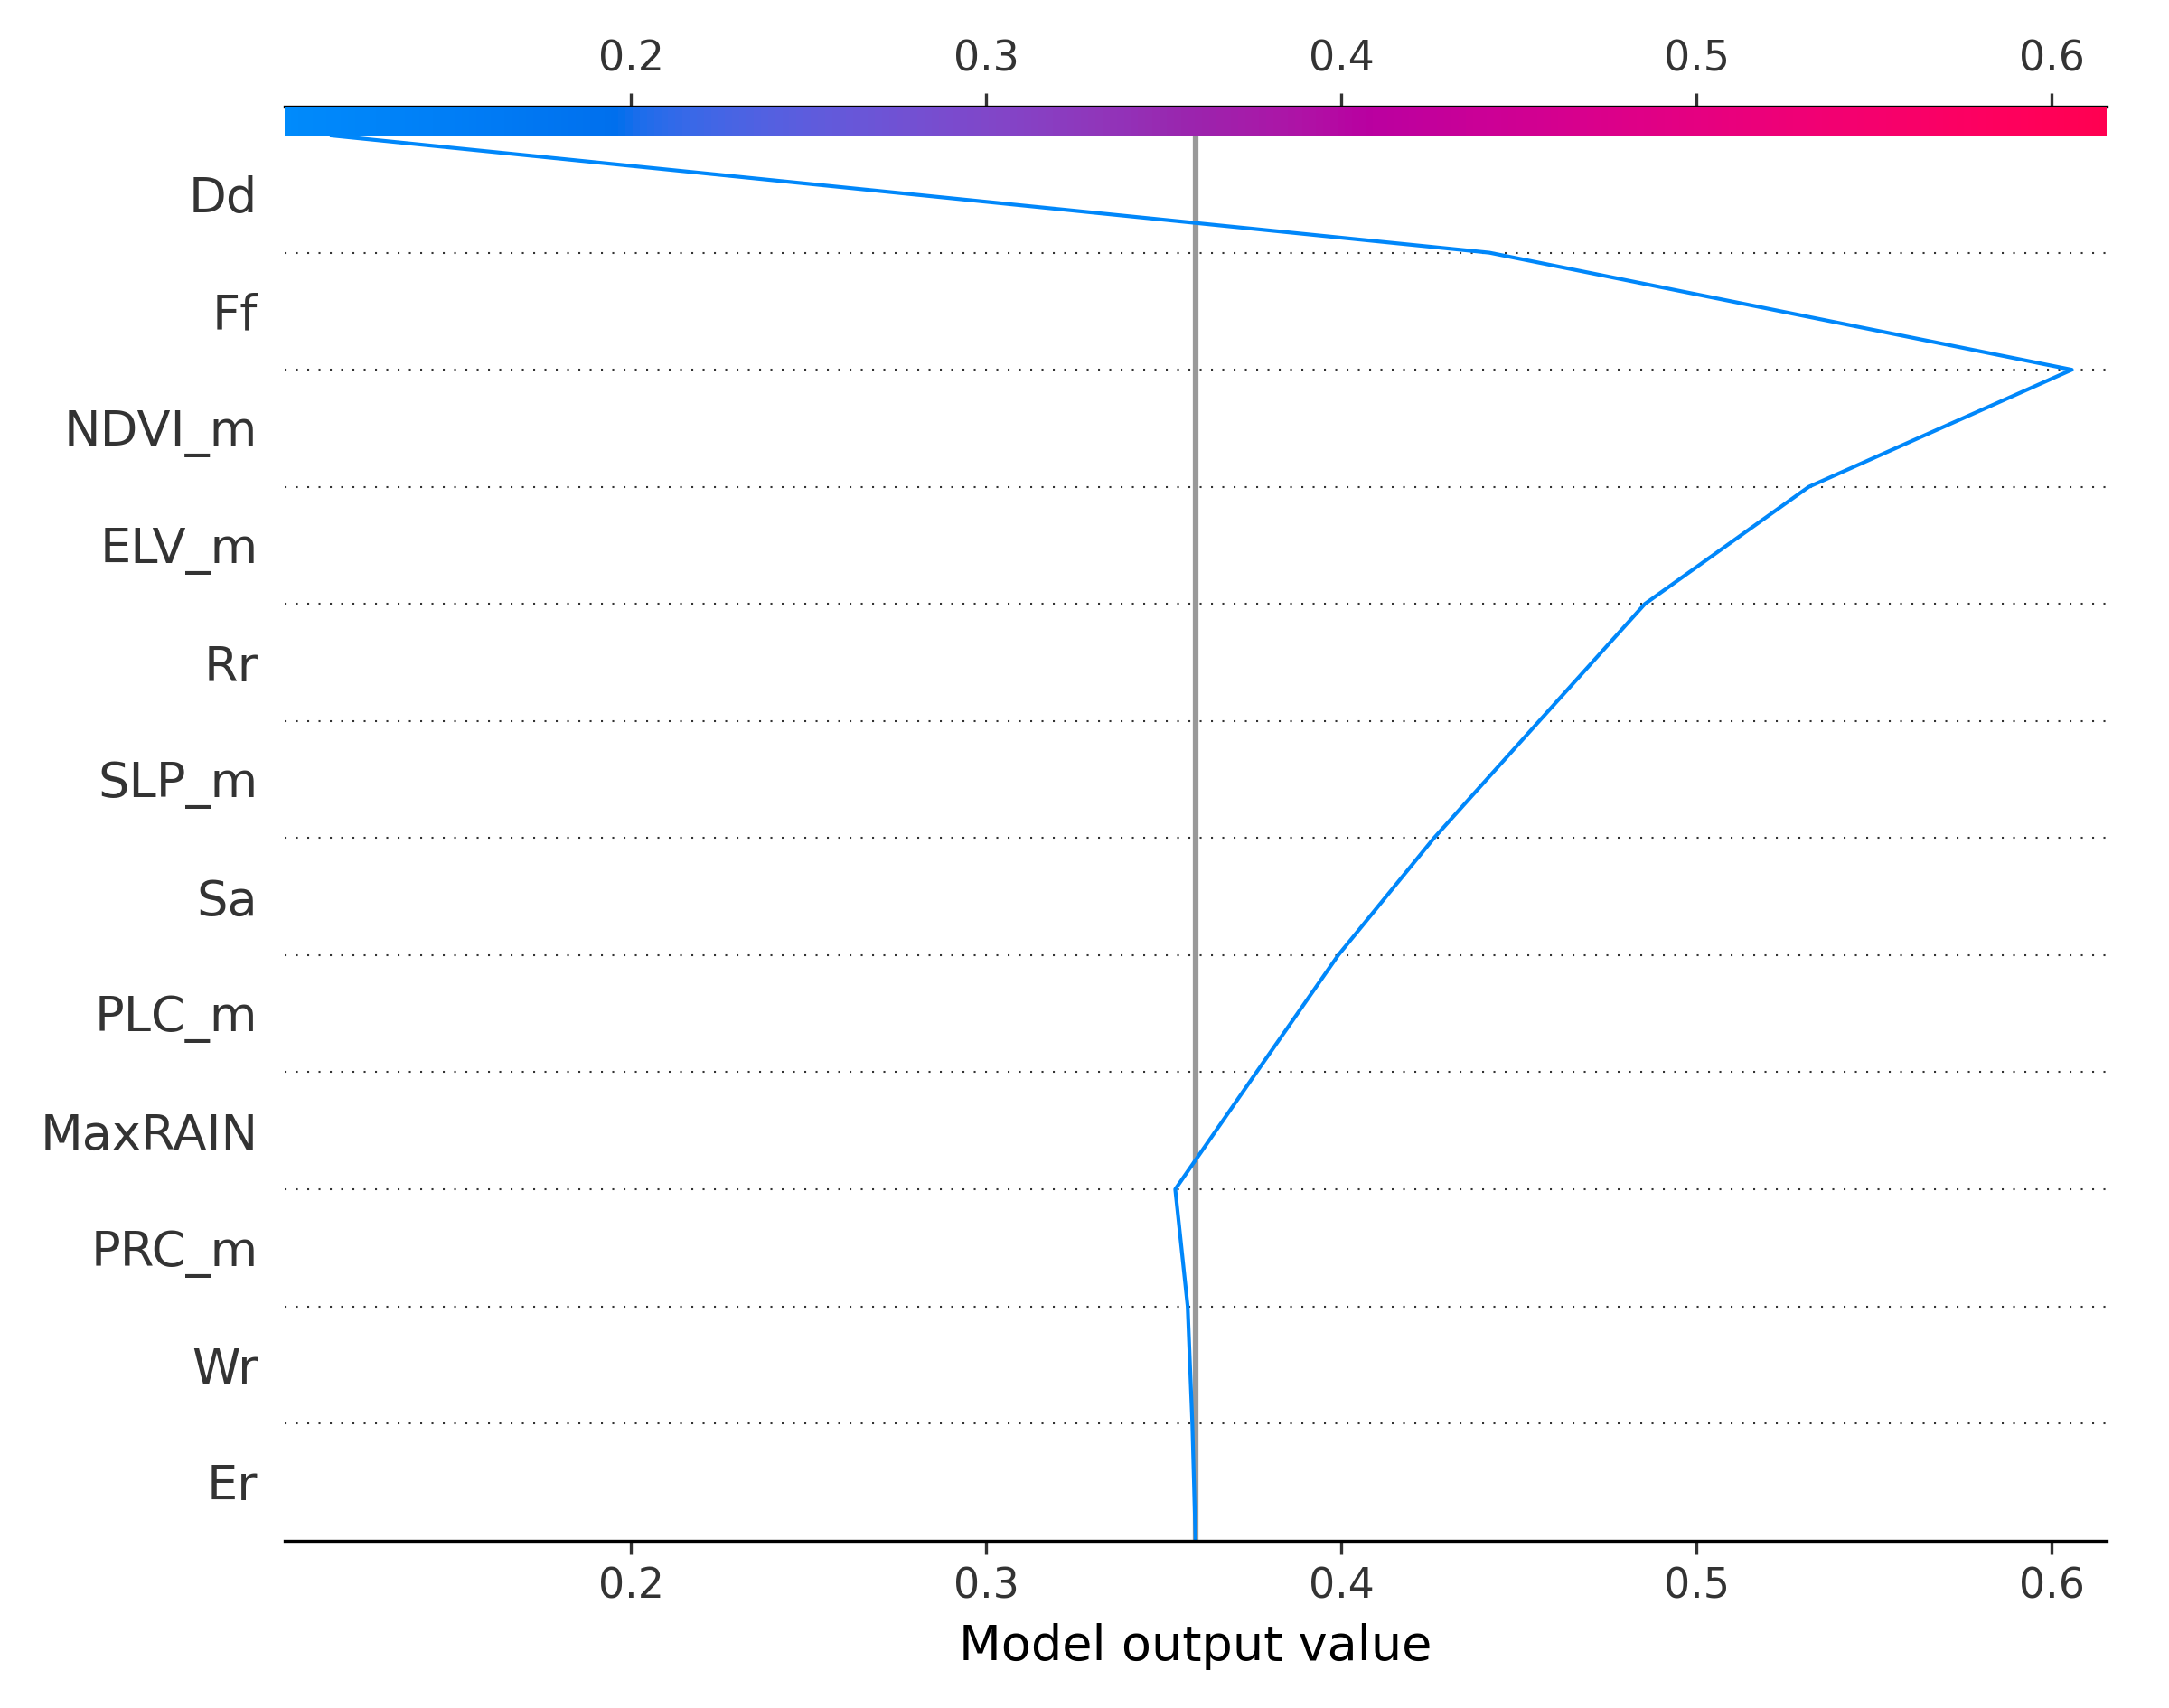 0.2 0.3 0.4 0.5 0.6
Dd
Ff
NDVI_m
ELV_m
Rr
SLP_m
Sa
PLC_m
MaxRAIN
PRC_m
Wr
Er
0.2 0.3 0.4 0.5 0.6
Model output value